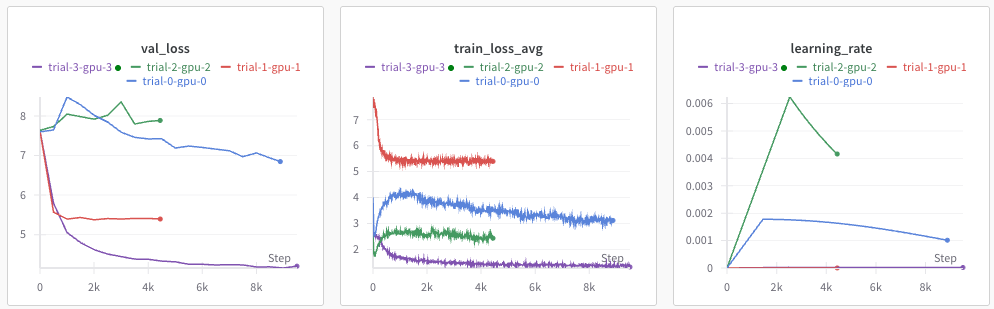 val_loss
trial-3-gpu-3 trial-2-gpu-2 trial-1-gpu-1
trial-0-gpu-0
8
7
6
5
Step
0 2k 4k 6k 8k
train_loss_avg
trial-3-gpu-3 trial-2-gpu-2 trial-1-gpu-1
trial-0-gpu-0
7
6
5
4
3
2
Step
0 2k 4k 6k 8k
learning_rate
trial-3-gpu-3 trial-2-gpu-2 trial-1-gpu-1
trial-0-gpu-0
0.006
0.005
0.004
0.003
0.002
0.001
0
Step
0 2k 4k 6k 8k